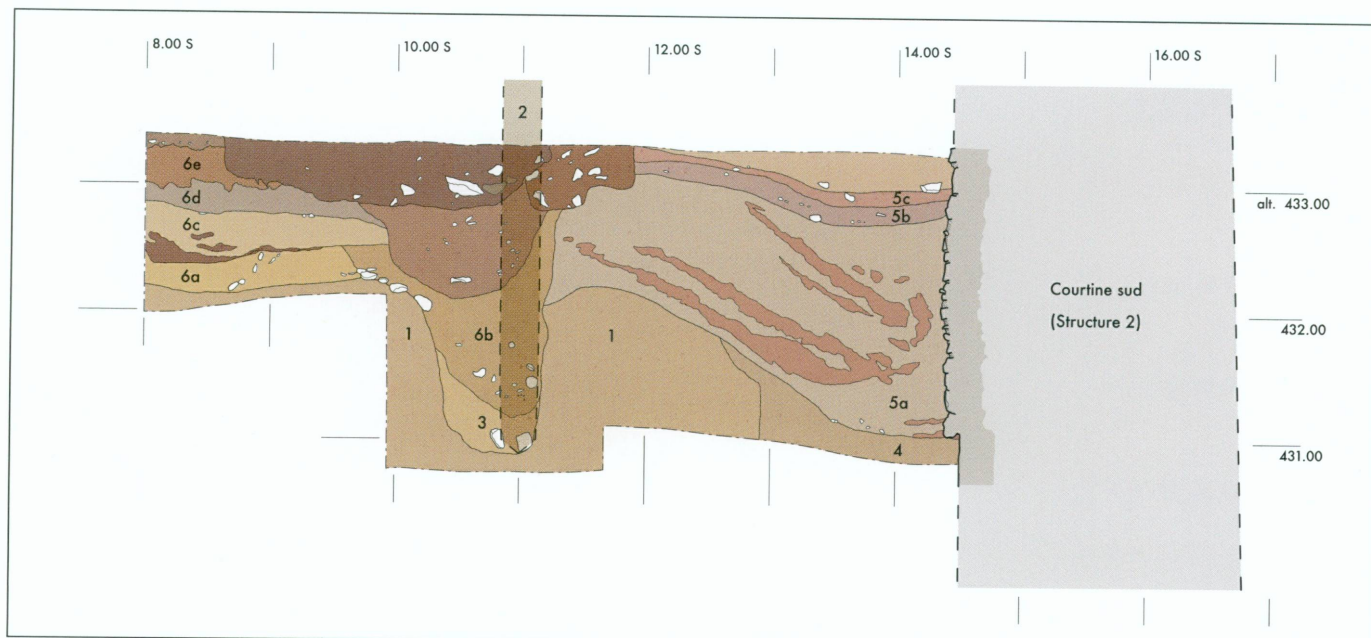 8.00 S 10.00 S 12.00 S 14.00 S 16.00 S
2
6e
6d
5c
alt. 433.00
5b
6c
6a
Courtine sud
432.00
(Structure 2)
1 6b 1
5a
3
4
431.00